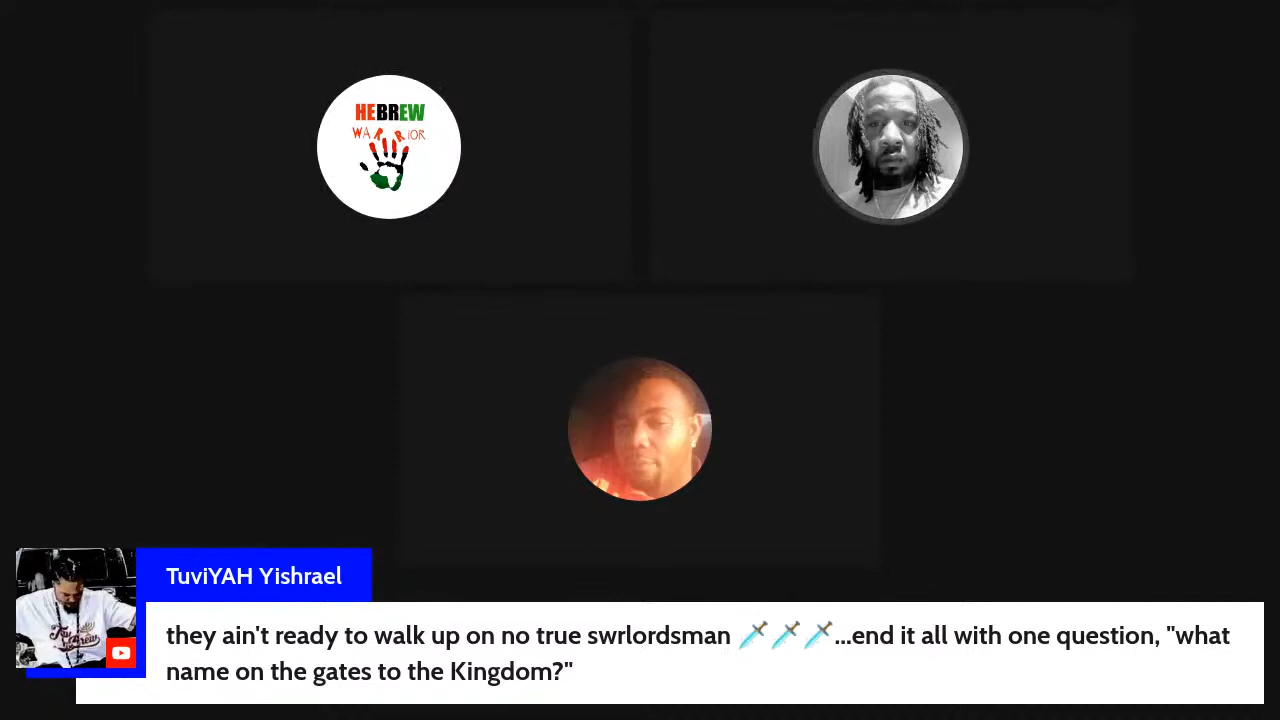 HEBREW
WARRIOR
TuviYAH Yishrael
they ain't ready to walk up on no true swrlordsman 🗡️🗡️🗡️...end it all with one question, "what
name on the gates to the Kingdom?"